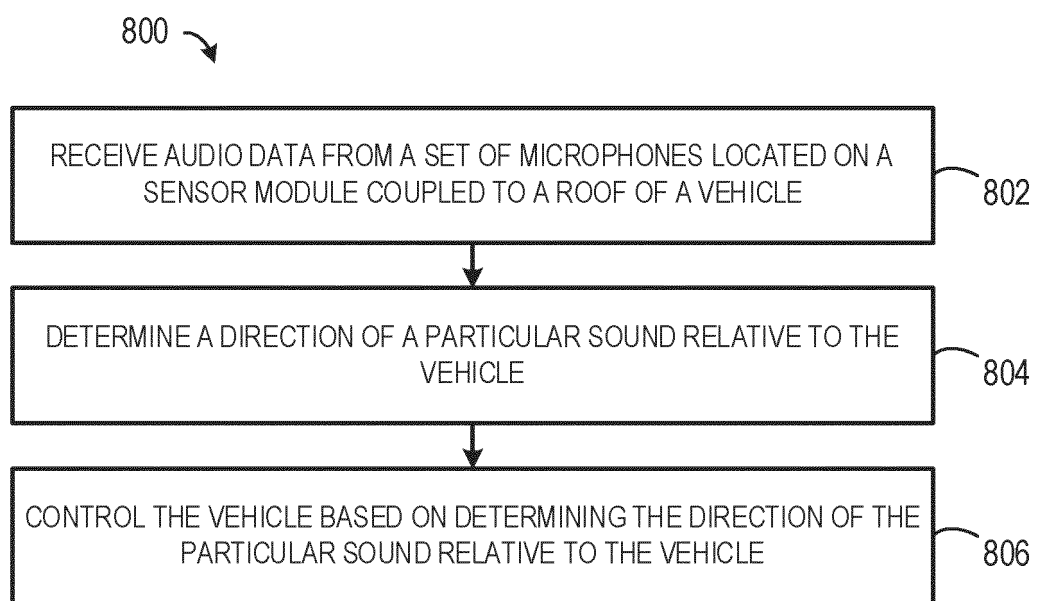 800
RECEIVE AUDIO DATA FROM A SET OF MICROPHONES LOCATED ON A
SENSOR MODULE COUPLED TO A ROOF OF A VEHICLE
802
DETERMINE A DIRECTION OF A PARTICULAR SOUND RELATIVE TO THE
VEHICLE
804
CONTROL THE VEHICLE BASED ON DETERMINING THE DIRECTION OF THE
PARTICULAR SOUND RELATIVE TO THE VEHICLE
806